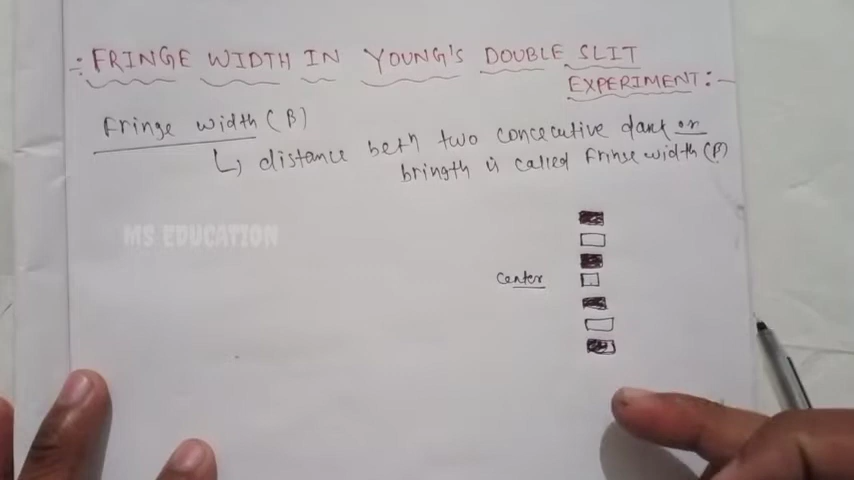 :FRINGE WIDTH IN YOUNG'S DOUBLE SLIT
EXPERIMENT:-
Fringe width (β)
↳ distance betn two concecutive dark or
bringth is called Fringe width (β)
MS EDUCATION
Center